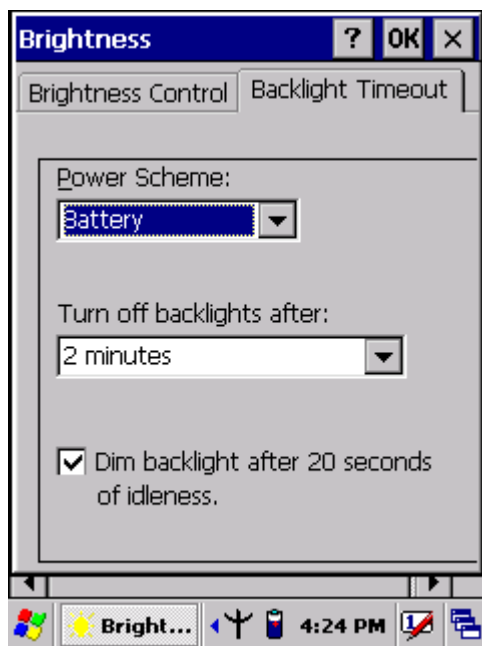 Brightness ? OK ×
Brightness Control Backlight Timeout
Power Scheme:
Battery
Turn off backlights after:
2 minutes
Dim backlight after 20 seconds
of idleness.
Bright... 4:24 PM